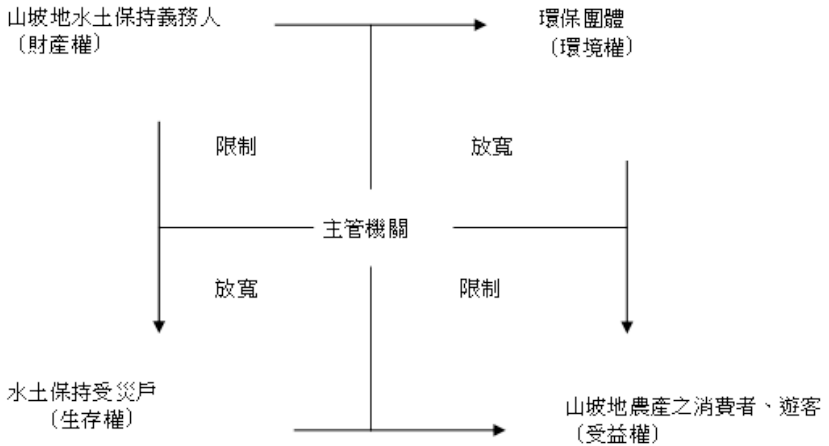 山坡地水土保持義務人
（財產權）
環保團體
（環境權）
限制
放寬
主管機關
放寬
限制
水土保持受災戶
（生存權）
山坡地農產之消費者、遊客
（受益權）